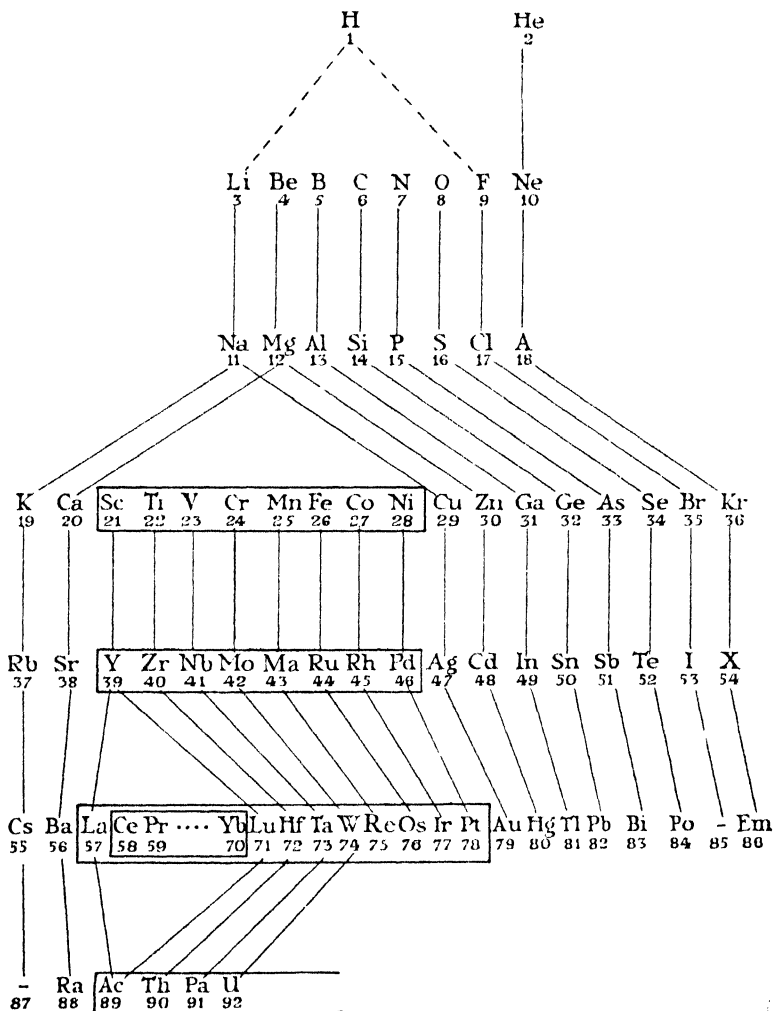 H He
1 2
Li Be B C N O F Ne
3 4 5 6 7 8 9 10
Na Mg Al Si P S Cl A
11 12 13 14 15 16 17 18
K Ca Sc Ti V Cr Mn Fe Co Ni Cu Zn Ga Ge As Se Br Kr
19 20 21 22 23 24 25 26 27 28 29 30 31 32 33 34 35 36
Rb Sr Y Zr Nb Mo Ma Ru Rh Pd Ag Cd In Sn Sb Te I X
37 38 39 40 41 42 43 44 45 46 47 48 49 50 51 52 53 54
Cs Ba La Ce Pr ···· Yb Lu Hf Ta W Re Os Ir Pt Au Hg Tl Pb Bi Po – Em
55 56 57 58 59 70 71 72 73 74 75 76 77 78 79 80 81 82 83 84 85 86
– Ra Ac Th Pa U
87 88 89 90 91 92